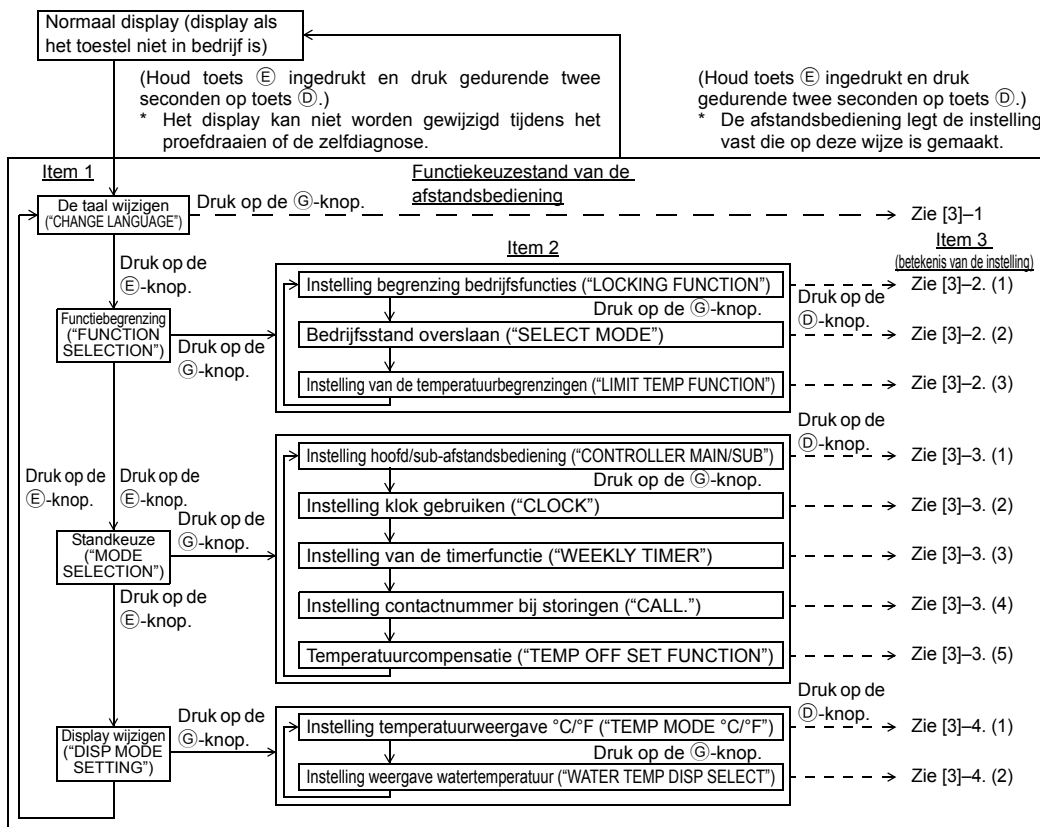 Normaal display (display als
het toestel niet in bedrijf is)
(Houd toets Ⓔ ingedrukt en druk gedurende twee
seconden op toets Ⓓ.)
* Het display kan niet worden gewijzigd tijdens het
proefdraaien of de zelfdiagnose.
(Houd toets Ⓔ ingedrukt en druk
gedurende twee seconden op toets Ⓓ.)
* De afstandsbediening legt de instelling
vast die op deze wijze is gemaakt.
Item 1
Functiekeuzestand van de
afstandsbediening
De taal wijzigen
("CHANGE LANGUAGE")
Druk op de Ⓖ-knop.
Zie [3]–1
Item 3
(betekenis van de instelling)
Druk op de
Ⓔ-knop.
Item 2
Functiebegrenzing
("FUNCTION
SELECTION")
Druk op de
Ⓖ-knop.
Instelling begrenzing bedrijfsfuncties ("LOCKING FUNCTION")
Druk op de Ⓖ-knop.
Bedrijfsstand overslaan ("SELECT MODE")
Instelling van de temperatuurbegrenzingen ("LIMIT TEMP FUNCTION")
Druk op de
Ⓓ-knop.
Zie [3]–2. (1)
Zie [3]–2. (2)
Zie [3]–2. (3)
Druk op de
Ⓔ-knop.
Druk op de
Ⓔ-knop.
Standkeuze
("MODE
SELECTION")
Druk op de
Ⓖ-knop.
Instelling hoofd/sub-afstandsbediening ("CONTROLLER MAIN/SUB")
Druk op de Ⓖ-knop.
Instelling klok gebruiken ("CLOCK")
Instelling van de timerfunctie ("WEEKLY TIMER")
Instelling contactnummer bij storingen ("CALL.")
Temperatuurcompensatie ("TEMP OFF SET FUNCTION")
Druk op de
Ⓓ-knop.
Zie [3]–3. (1)
Zie [3]–3. (2)
Zie [3]–3. (3)
Zie [3]–3. (4)
Zie [3]–3. (5)
Druk op de
Ⓔ-knop.
Display wijzigen
("DISP MODE
SETTING")
Druk op de
Ⓖ-knop.
Instelling temperatuurweergave °C/°F ("TEMP MODE °C/°F")
Druk op de Ⓖ-knop.
Instelling weergave watertemperatuur ("WATER TEMP DISP SELECT")
Druk op de
Ⓓ-knop.
Zie [3]–4. (1)
Zie [3]–4. (2)